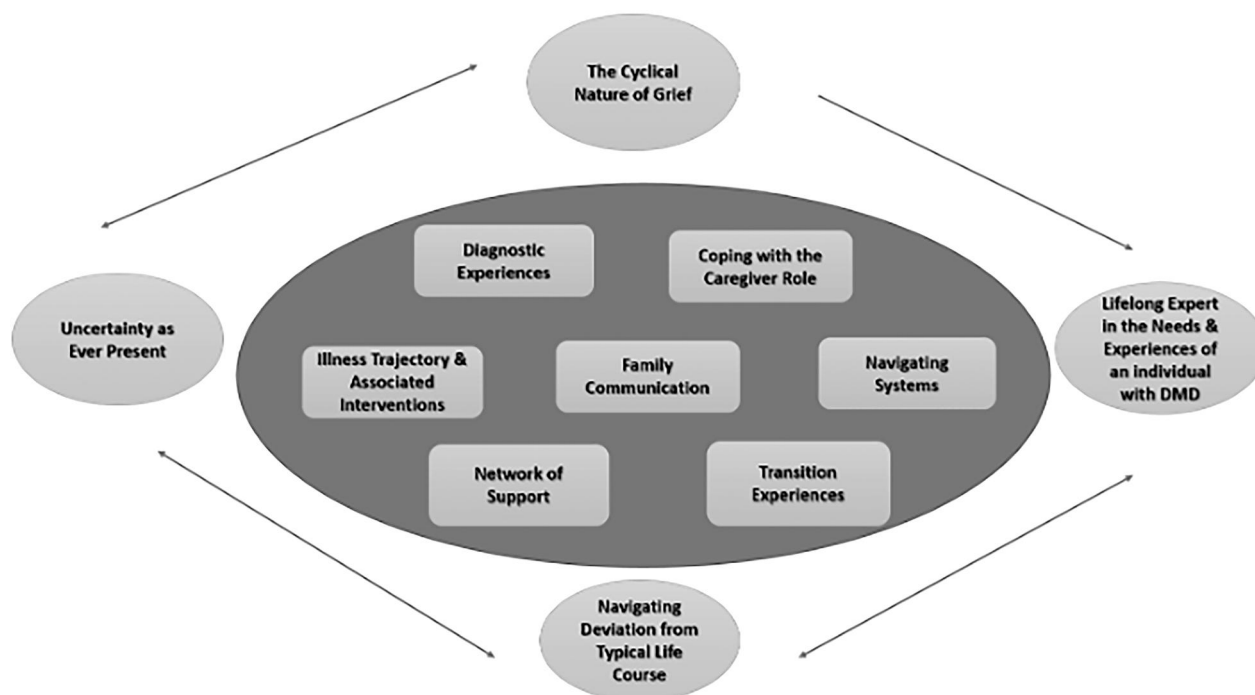 The Cyclical
Nature of Grief
Diagnostic
Experiences
Coping with the
Caregiver Role
Uncertainty as
Ever Present
Illness Trajectory &
Associated
Interventions
Family
Communication
Navigating
Systems
Lifelong Expert
in the Needs &
Experiences of
an individual
with DMD
Network of
Support
Transition
Experiences
Navigating
Deviation from
Typical Life
Course